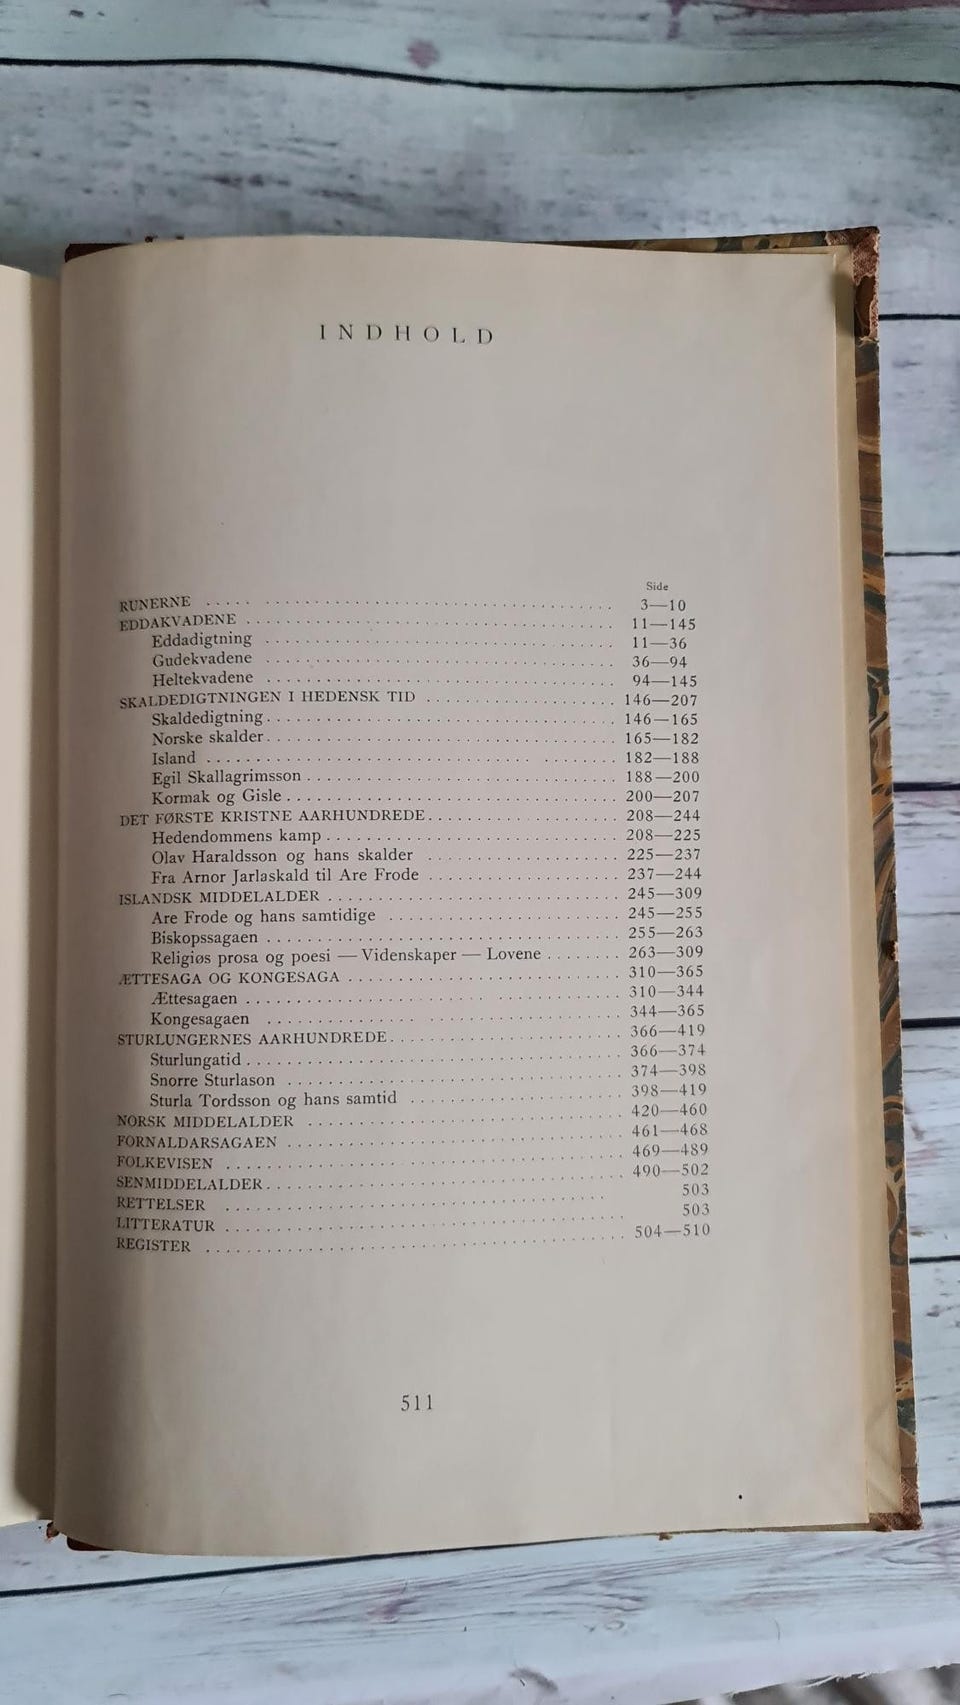 INDHOLD
Side
RUNERNE ..... .................................. 3—10
EDDAKVADENE .................................... 11—145
Eddadigtning .................................. 11—36
Gudekvadene .................................. 36—94
Heltekvadene .................................. 94—145
SKALDEDIGTNINGEN I HEDENSK TID ................... 146—207
Skaldedigtning.................................. 146—165
Norske skalder.................................. 165—182
Island .................................. 182—188
Egil Skallagrimsson .............................. 188—200
Kormak og Gisle................................ 200—207
DET FØRSTE KRISTNE AARHUNDREDE................... 208—244
Hedendommens kamp............................ 208—225
Olav Haraldsson og hans skalder ................... 225—237
Fra Arnor Jarlaskald til Are Frode ................... 237—244
ISLANDSK MIDDELALDER ............................. 245—309
Are Frode og hans samtidige ....................... 245—255
Biskopssagaen ................................... 255—263
Religiøs prosa og poesi — Videnskaper — Lovene ........ 263—309
ÆTTESAGA OG KONGESAGA ........................... 310—365
Ættesagaen .................................... 310—344
Kongesagaen .................................. 344—365
STURLUNGERNES AARHUNDREDE....................... 366—419
Sturlungatid..................................... 366—374
Snorre Sturlason ................................. 374—398
Sturla Tordsson og hans samtid ..................... 398—419
NORSK MIDDELALDER ............................... 420—460
FORNALDARSAGAEN ................................. 461—468
FOLKEVISEN ....................................... 469—489
SENMIDDELALDER................................... 490—502
RETTELSER ...................................... 503
LITTERATUR ....................................... 503
REGISTER ......................................... 504—510
511